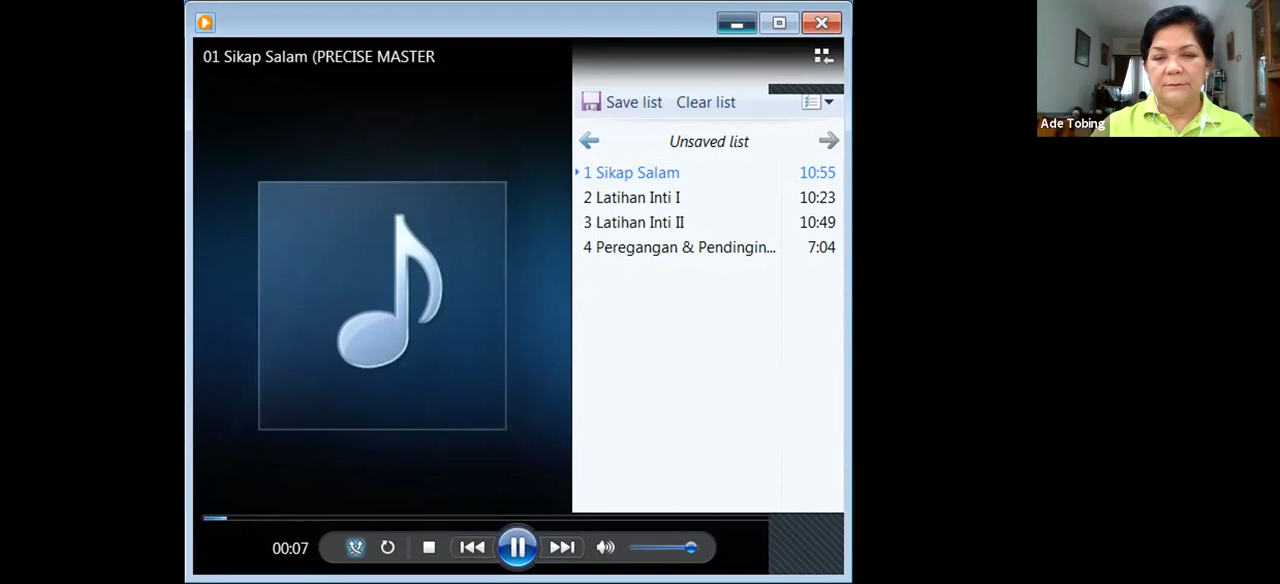 01 Sikap Salam (PRECISE MASTER
Save list Clear list
Unsaved list
1 Sikap Salam 10:55
2 Latihan Inti I 10:23
3 Latihan Inti II 10:49
4 Peregangan & Pendingin... 7:04
00:07
Ade Tobing